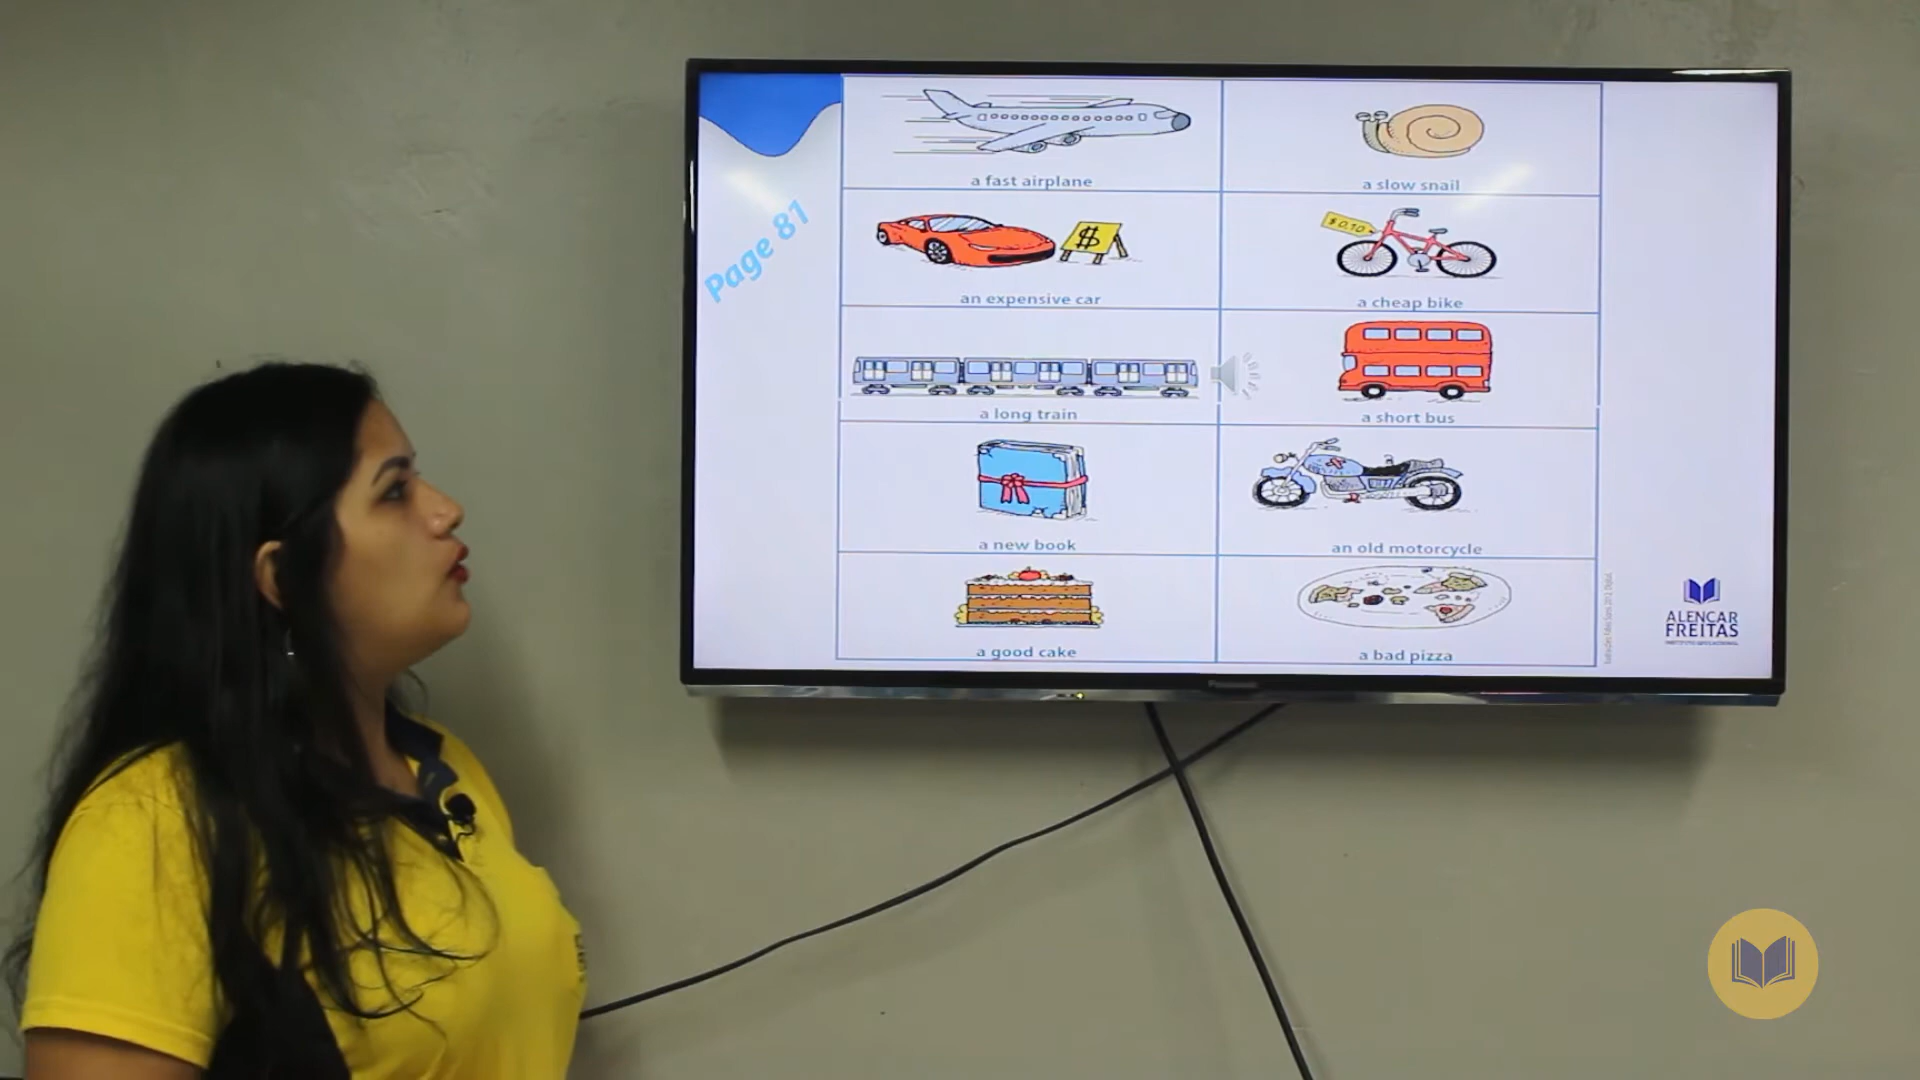 Page 81
a fast airplane
a slow snail
$
$0,10
an expensive car
a cheap bike
a long train
a short bus
a new book
an old motorcycle
a good cake
a bad pizza
ALENCAR
FREITAS
Panasonic